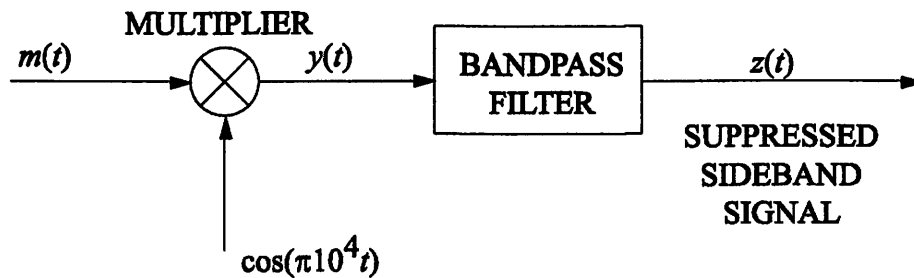 MULTIPLIER
m(t)
y(t)
BANDPASS
FILTER
z(t)
SUPPRESSED
SIDEBAND
SIGNAL
cos(π10⁴t)